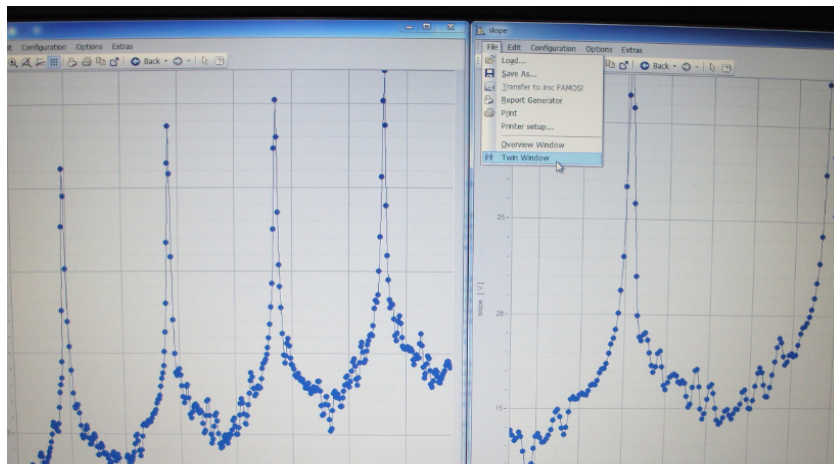 Configuration Options Extras
Back
slope
File Edit Configuration Options Extras
Back
Load...
Save As...
Transfer to imc FAMOS!
Report Generator
Print
Printer setup...
Overview Window
Twin Window
25
20
15
slope [V]